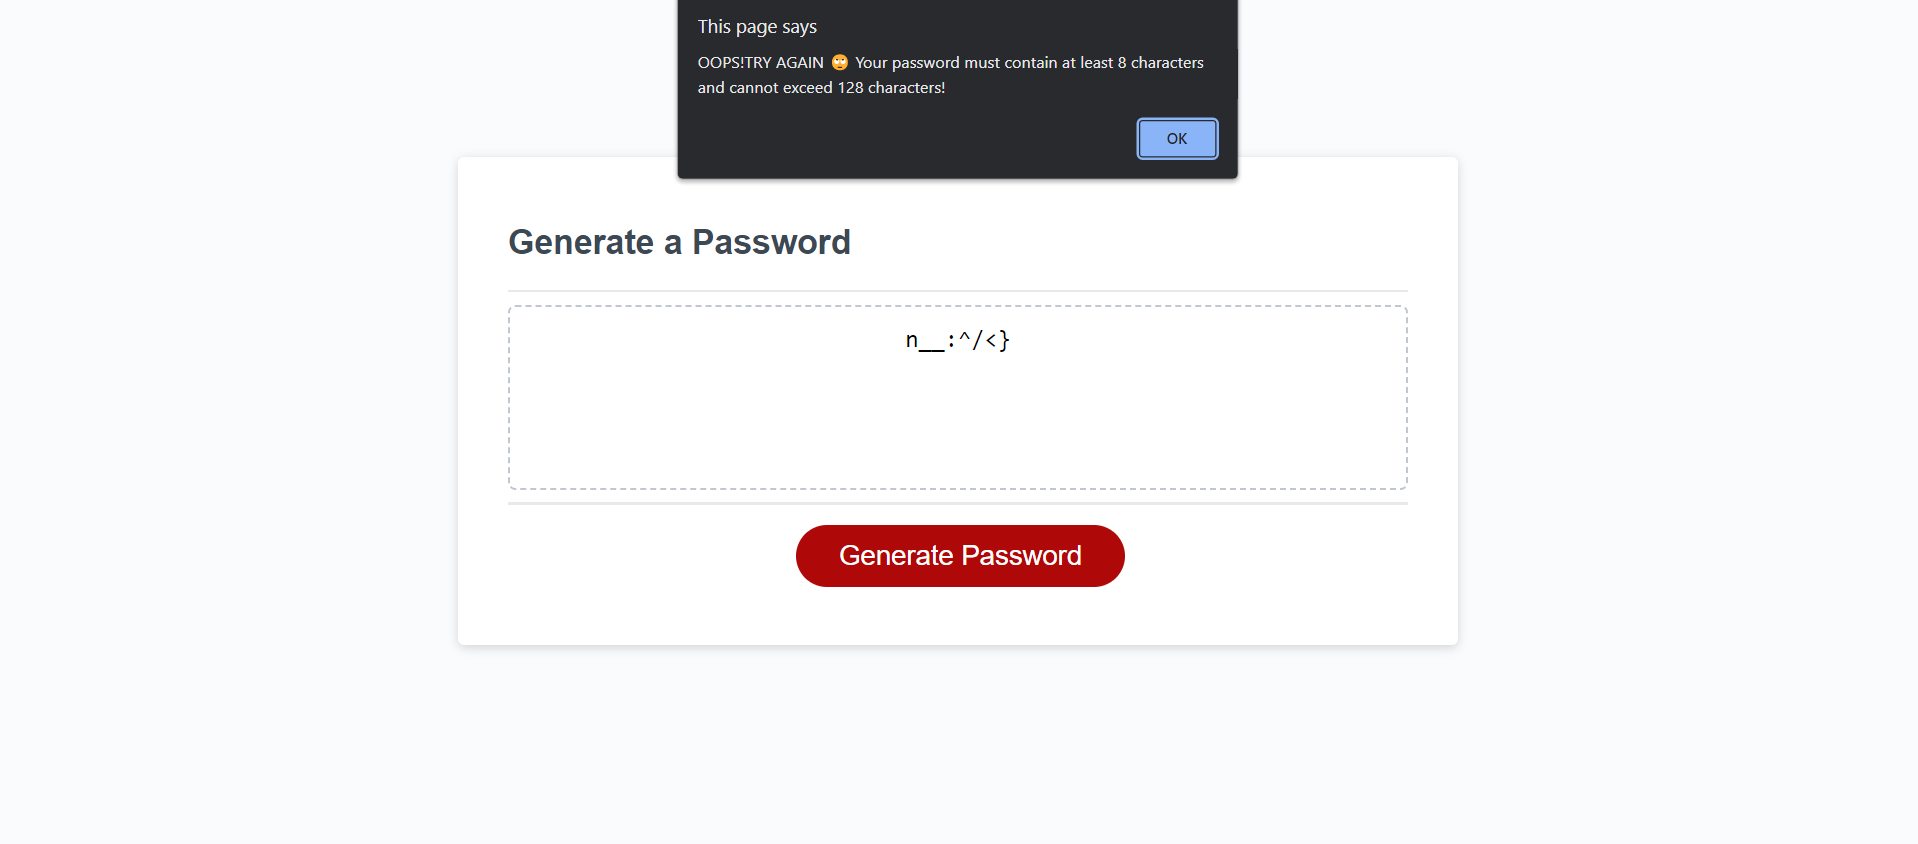 This page says
OOPS!TRY AGAIN 🙄 Your password must contain at least 8 characters
and cannot exceed 128 characters!
OK
Generate a Password
n__:^/<}
Generate Password